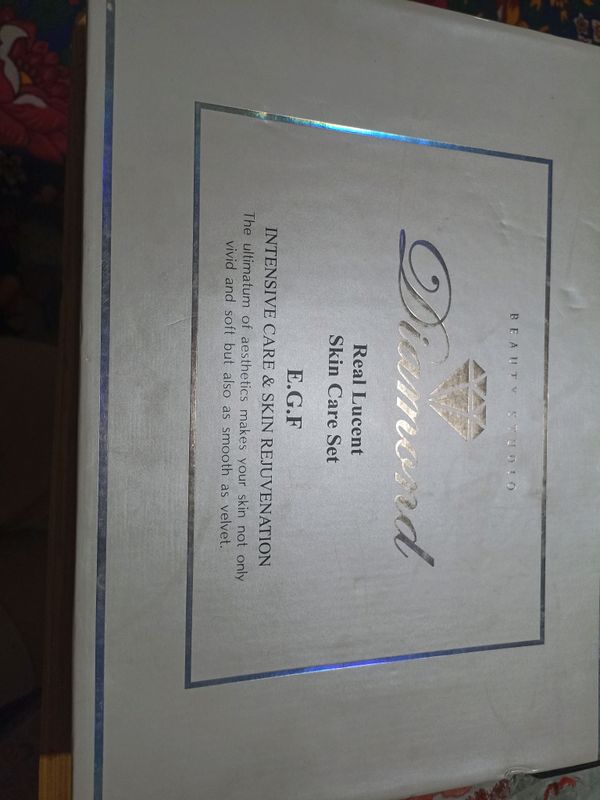 BEAUTY STUDIO
Diamond
Real Lucent
Skin Care Set
E.G.F
INTENSIVE CARE & SKIN REJUVENATION
The ultimatum of aesthetics makes your skin not only
vivid and soft but also as smooth as velvet.